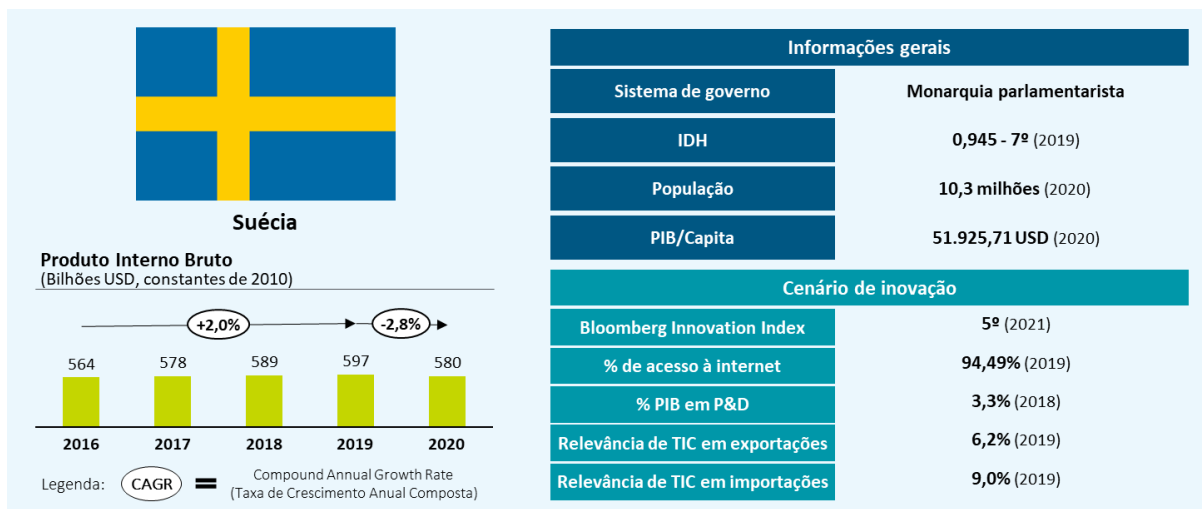 Suécia
Produto Interno Bruto
(Bilhões USD, constantes de 2010)
+2,0%
-2,8%
564
578
589
597
580
2016
2017
2018
2019
2020
Legenda:
CAGR
=
Compound Annual Growth Rate
(Taxa de Crescimento Anual Composta)
Informações gerais
Sistema de governo
Monarquia parlamentarista
IDH
0,945 - 7º (2019)
População
10,3 milhões (2020)
PIB/Capita
51.925,71 USD (2020)
Cenário de inovação
Bloomberg Innovation Index
5º (2021)
% de acesso à internet
94,49% (2019)
% PIB em P&D
3,3% (2018)
Relevância de TIC em exportações
6,2% (2019)
Relevância de TIC em importações
9,0% (2019)